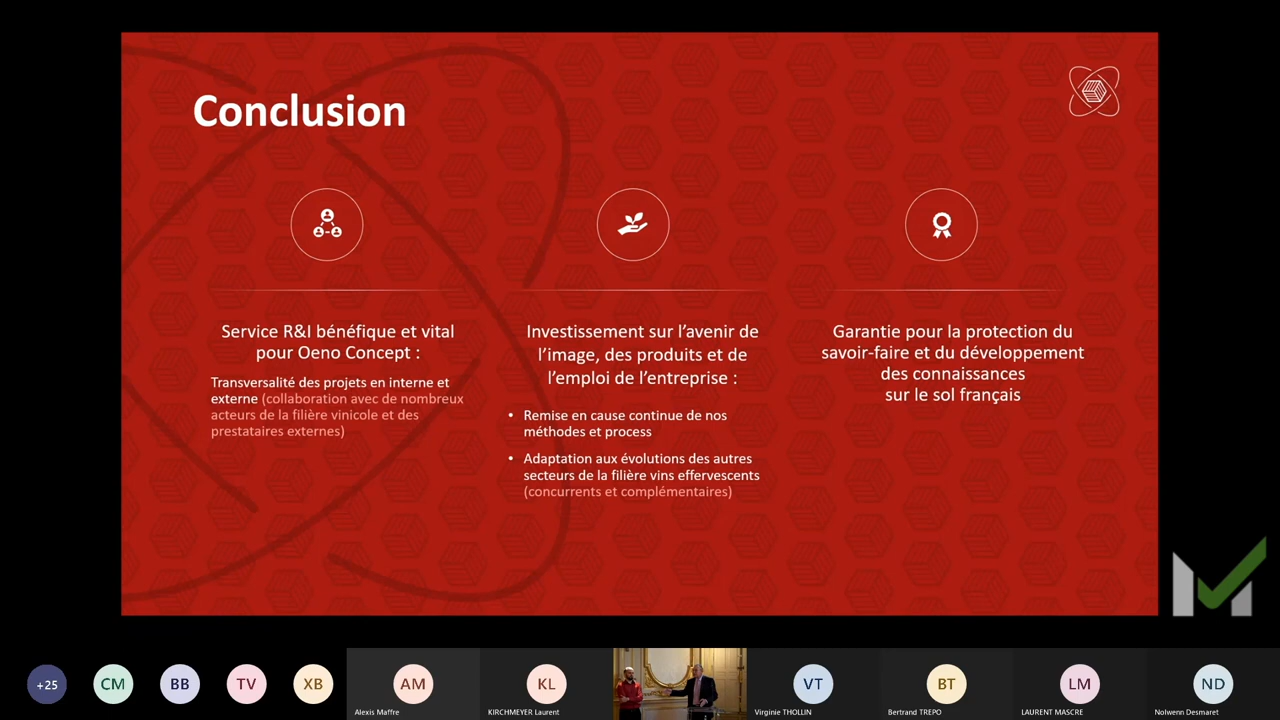 Conclusion
Service R&I bénéfique et vital
pour Oeno Concept :
Transversalité des projets en interne et
externe (collaboration avec de nombreux
acteurs de la filière vinicole et des
prestataires externes)
Investissement sur l’avenir de
l’image, des produits et de
l’emploi de l’entreprise :
• Remise en cause continue de nos
méthodes et process
• Adaptation aux évolutions des autres
secteurs de la filière vins effervescents
(concurrents et complémentaires)
Garantie pour la protection du
savoir-faire et du développement
des connaissances
sur le sol français
+25
CM
BB
TV
XB
AM
Alexis Maffre
KL
KIRCHMEYER Laurent
VT
Virginie THOLLIN
BT
Bertrand TREPO
LM
LAURENT MASCRE
ND
Nolwenn Desmaret